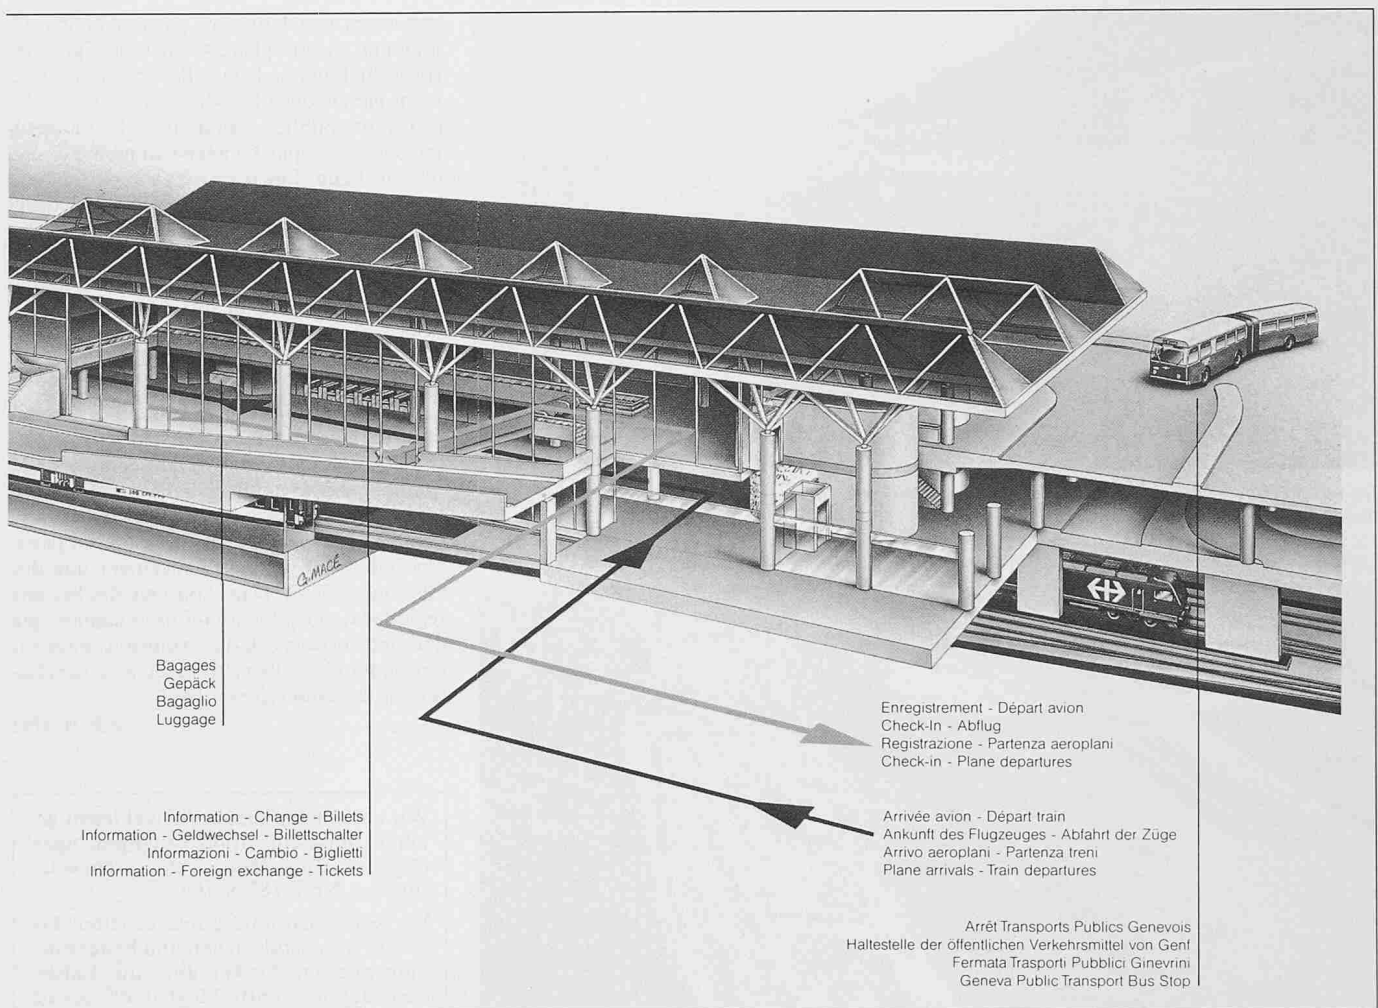 G. MACÉ
Bagages
Gepäck
Bagaglio
Luggage
Information - Change - Billets
Information - Geldwechsel - Billettschalter
Informazioni - Cambio - Biglietti
Information - Foreign exchange - Tickets
Enregistrement - Départ avion
Check-In - Abflug
Registrazione - Partenza aeroplani
Check-in - Plane departures
Arrivée avion - Départ train
Ankunft des Flugzeuges - Abfahrt der Züge
Arrivo aeroplani - Partenza treni
Plane arrivals - Train departures
Arrêt Transports Publics Genevois
Haltestelle der öffentlichen Verkehrsmittel von Genf
Fermata Trasporti Pubblici Ginevrini
Geneva Public Transport Bus Stop